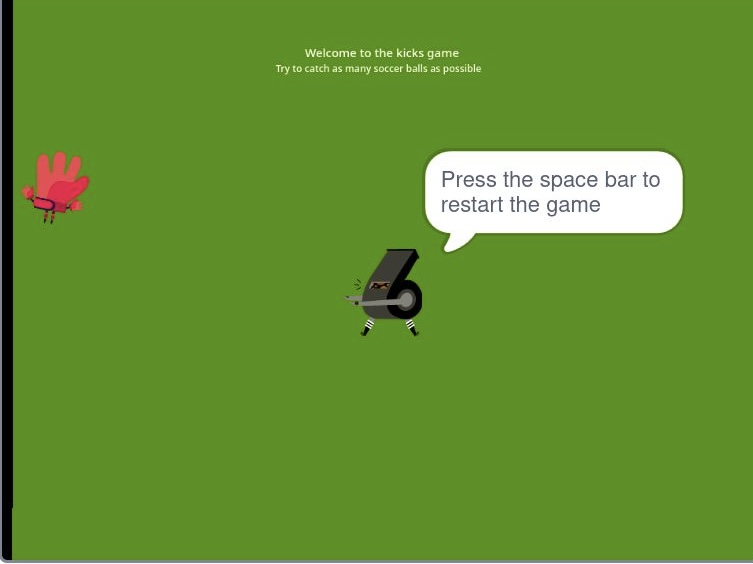 Welcome to the kicks game
Try to catch as many soccer balls as possible
Press the space bar to
restart the game